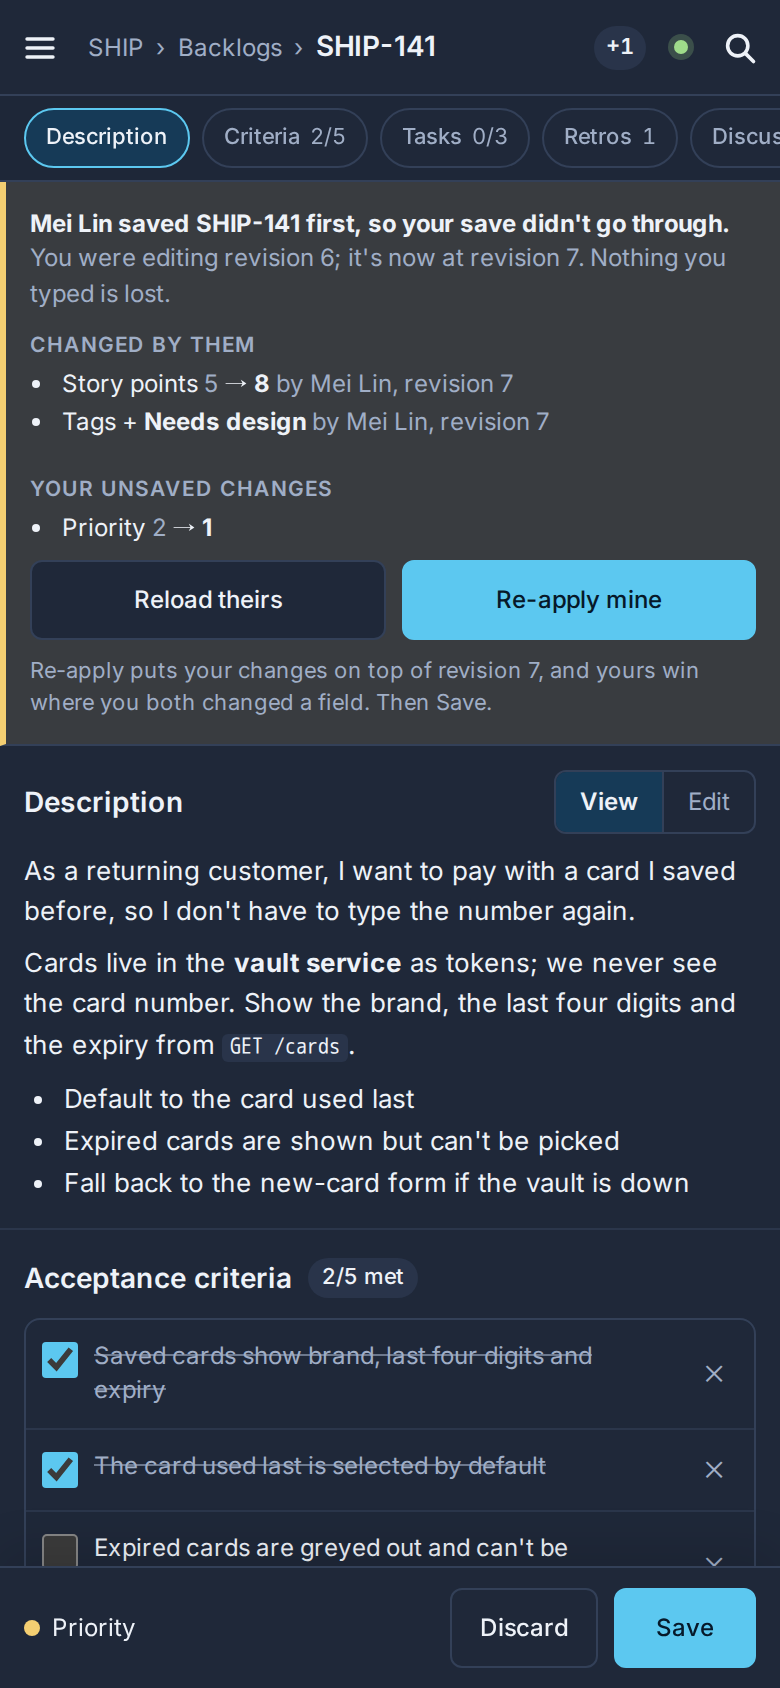 SHIP › Backlogs › SHIP-141 +1
Description Criteria 2/5 Tasks 0/3 Retros 1 Discus
Mei Lin saved SHIP-141 first, so your save didn't go through.
You were editing revision 6; it's now at revision 7. Nothing you
typed is lost.
CHANGED BY THEM
• Story points 5 → 8 by Mei Lin, revision 7
• Tags + Needs design by Mei Lin, revision 7
YOUR UNSAVED CHANGES
• Priority 2 → 1
Reload theirs Re-apply mine
Re-apply puts your changes on top of revision 7, and yours win
where you both changed a field. Then Save.
Description View Edit
As a returning customer, I want to pay with a card I saved
before, so I don't have to type the number again.
Cards live in the vault service as tokens; we never see
the card number. Show the brand, the last four digits and
the expiry from GET /cards.
• Default to the card used last
• Expired cards are shown but can't be picked
• Fall back to the new-card form if the vault is down
Acceptance criteria 2/5 met
Saved cards show brand, last four digits and
expiry
The card used last is selected by default
Expired cards are greyed out and can't be
Priority Discard Save